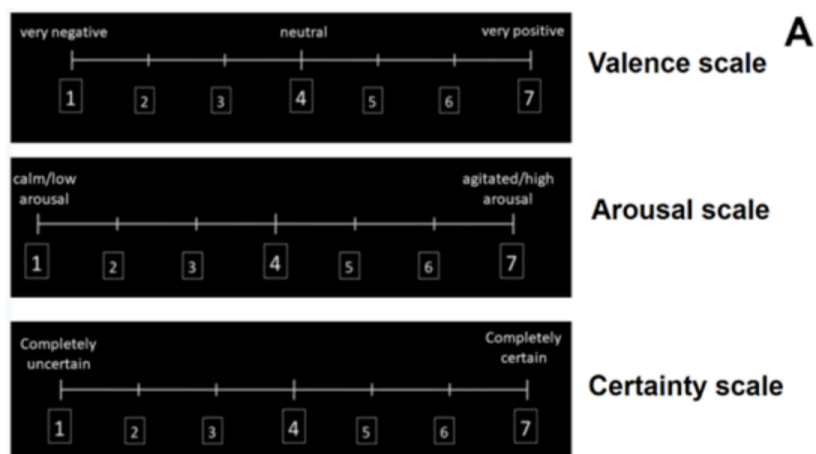 A
very negative neutral very positive
1 2 3 4 5 6 7
Valence scale
calm/low
arousal
agitated/high
arousal
1 2 3 4 5 6 7
Arousal scale
Completely
uncertain
Completely
certain
1 2 3 4 5 6 7
Certainty scale